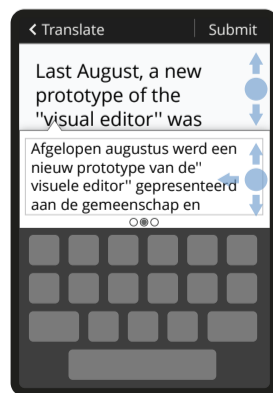 Translate Submit
Last August, a new
prototype of the
"visual editor" was
Afgelopen augustus werd een
nieuw prototype van de"
visuele editor" gepresenteerd
aan de gemeenschap en